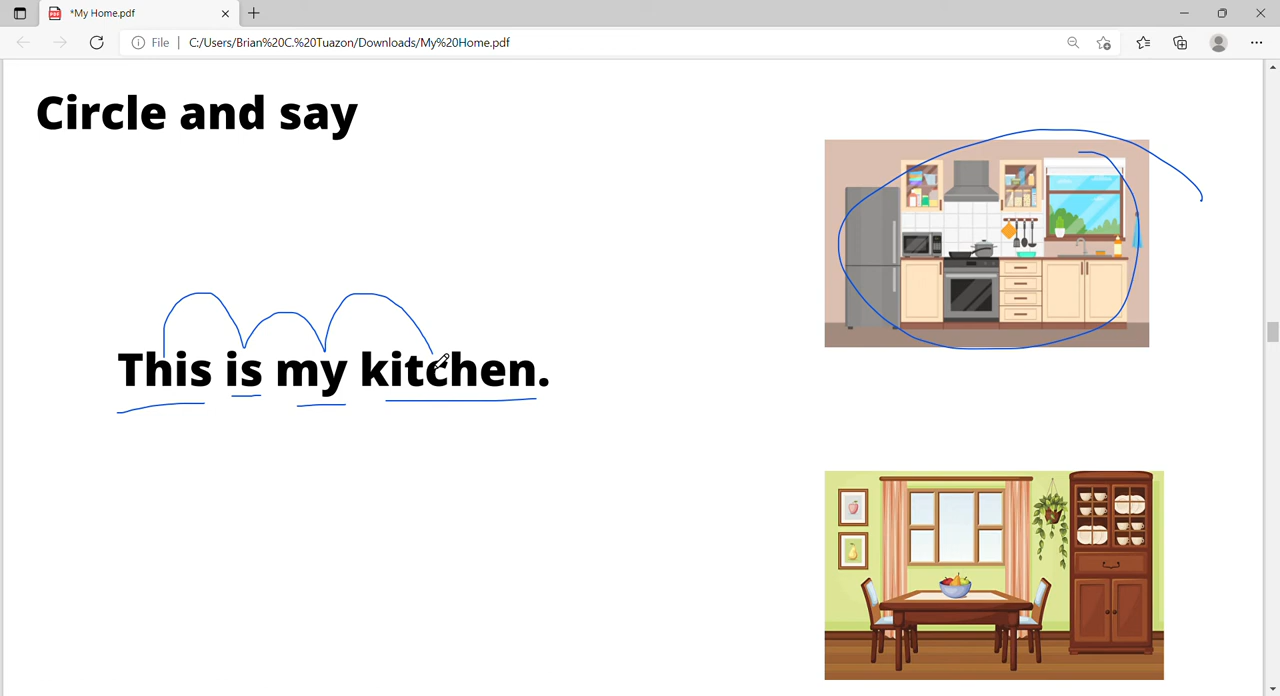 *My Home.pdf
File
C:/Users/Brian%20C.%20Tuazon/Downloads/My%20Home.pdf
Circle and say
This is my kitchen.